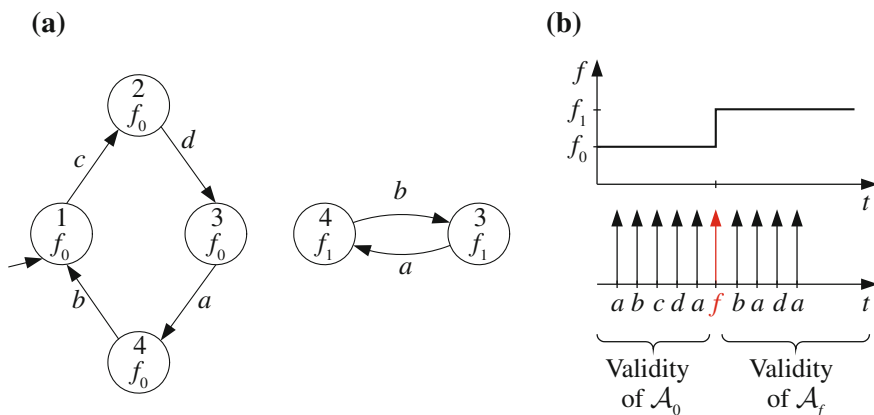 (a)
2
f₀
c
d
1
f₀
3
f₀
b
a
4
f₀
b
4
f₁
3
f₁
a
(b)
f
f₁
f₀
t
a b c d a f b a d a t
Validity Validity
of 𝒜₀ of 𝒜_f